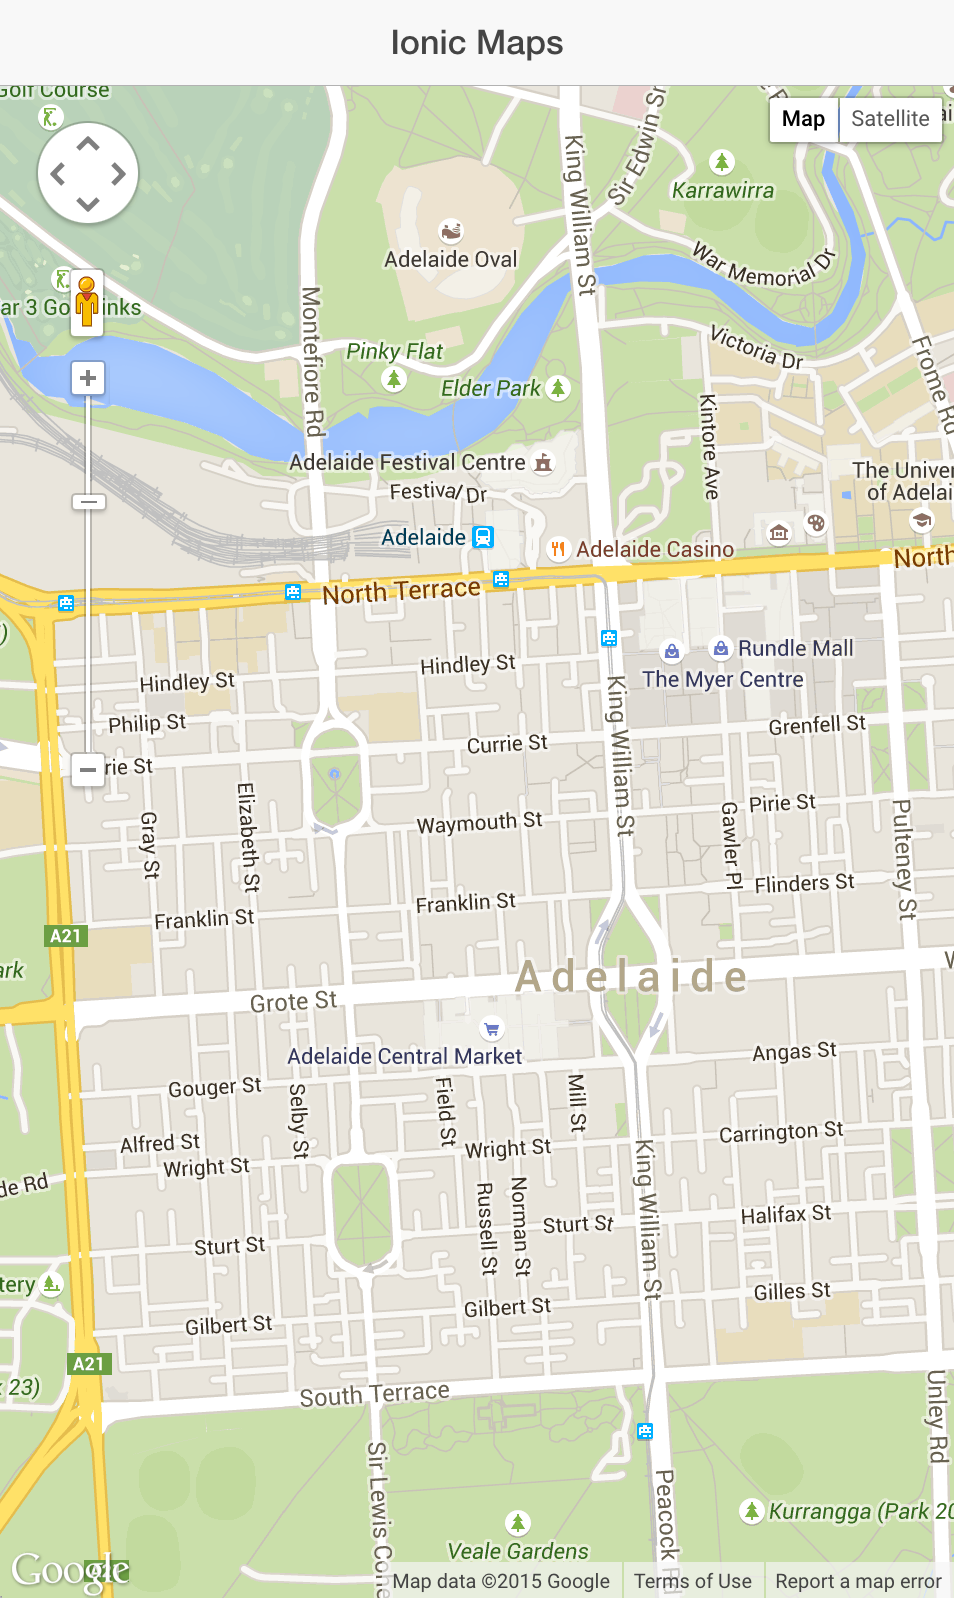 Ionic Maps
Golf Course
Map
Satellite
King William St
Sir Edwin Sm
Karrawirra
Adelaide Oval
War Memorial Dr
ar 3 Go
inks
Montefiore Rd
Pinky Flat
Elder Park
Victoria Dr
Frome Rd
Kintore Ave
Adelaide Festival Centre
Festival Dr
The Univer
of Adelai
Adelaide
Adelaide Casino
North Terrace
North
Hindley St
Hindley St
Rundle Mall
The Myer Centre
King William St
Philip St
Currie St
Grenfell St
rie St
Gray St
Elizabeth St
Waymouth St
Pirie St
Gawler Pl
Pulteney St
Franklin St
Franklin St
Flinders St
A21
ark
Adelaide
Grote St
W
Adelaide Central Market
Angas St
Gouger St
Selby St
Field St
Mill St
Alfred St
Wright St
Wright St
Carrington St
de Rd
Russell St
Norman St
King William St
Sturt St
Sturt St
Halifax St
tery
Gilbert St
Gilbert St
Gilles St
A21
k 23)
South Terrace
Unley Rd
Sir Lewis Cohe
Peacock Rd
Kurrangga (Park 20
Veale Gardens
Google
Map data ©2015 Google
Terms of Use
Report a map error